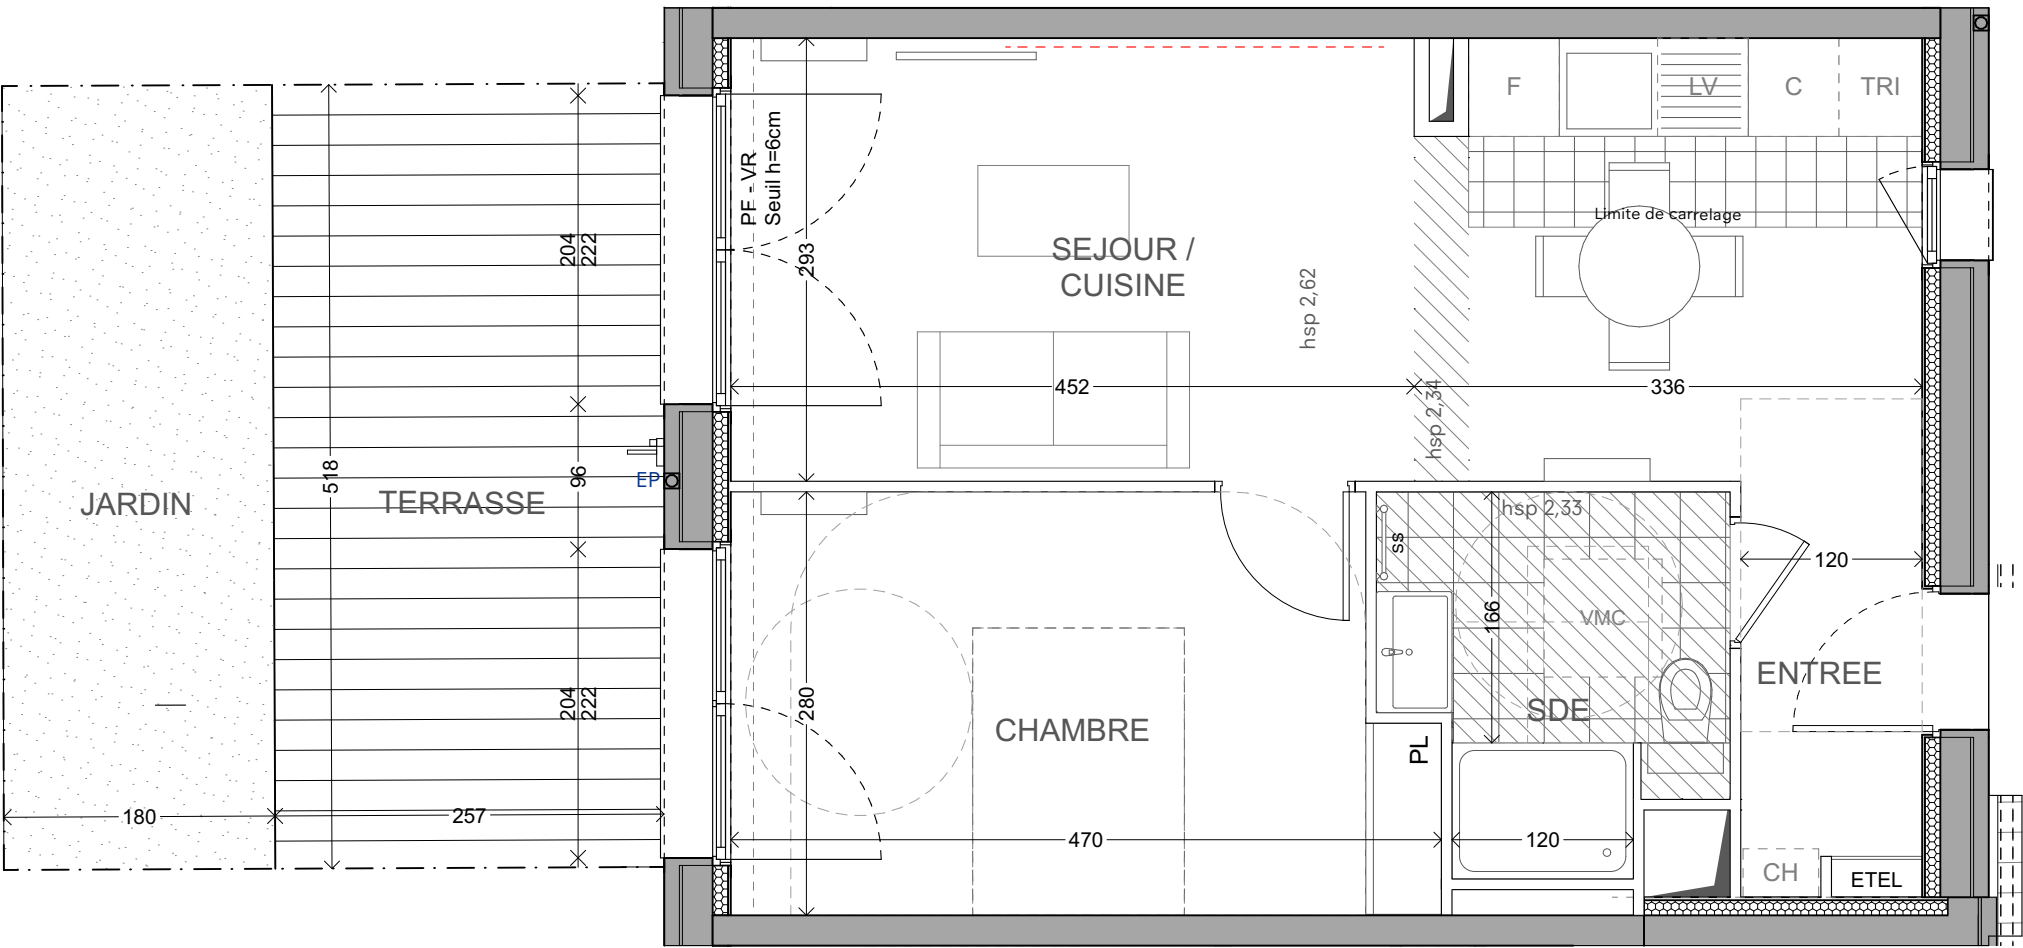 F
LV
C
TRI
PF - VR
Seuil h=6cm
Limite de carrelage
204
222
293
SEJOUR /
CUISINE
hsp 2,62
452
336
hsp 2,34
518
96
EP
JARDIN
TERRASSE
hsp 2,33
ss
120
166
VMC
ENTREE
204
222
280
CHAMBRE
SDE
PL
180
257
470
120
CH
ETEL